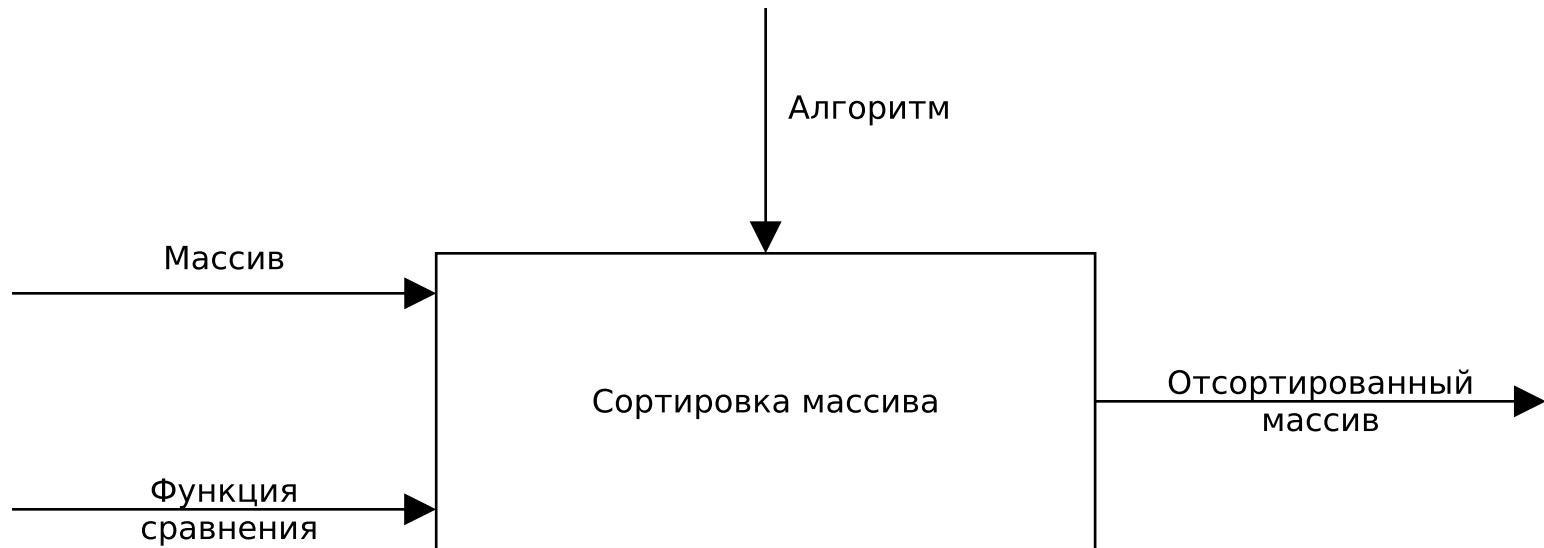 Алгоритм
Массив
Сортировка массива
Отсортированный
массив
Функция
сравнения